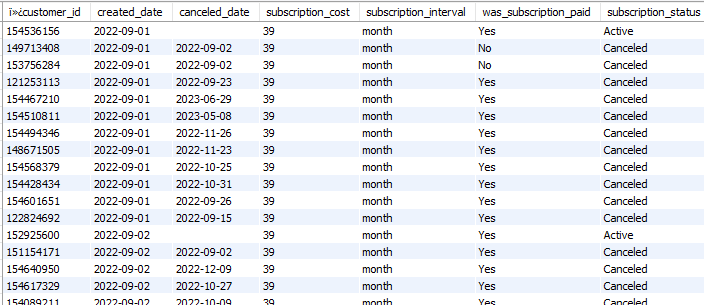 ï»¿customer_id created_date canceled_date subscription_cost subscription_interval was_subscription_paid subscription_status
154536156 2022-09-01 39 month Yes Active
149713408 2022-09-01 2022-09-02 39 month No Canceled
153756284 2022-09-01 2022-09-02 39 month No Canceled
121253113 2022-09-01 2022-09-23 39 month Yes Canceled
154467210 2022-09-01 2023-06-29 39 month Yes Canceled
154510811 2022-09-01 2023-05-08 39 month Yes Canceled
154494346 2022-09-01 2022-11-26 39 month Yes Canceled
148671505 2022-09-01 2022-11-23 39 month Yes Canceled
154568379 2022-09-01 2022-10-25 39 month Yes Canceled
154428434 2022-09-01 2022-10-31 39 month Yes Canceled
154601651 2022-09-01 2022-09-26 39 month Yes Canceled
122824692 2022-09-01 2022-09-15 39 month Yes Canceled
152925600 2022-09-02 39 month Yes Active
151154171 2022-09-02 2022-09-02 39 month Yes Canceled
154640950 2022-09-02 2022-12-09 39 month Yes Canceled
154617329 2022-09-02 2022-10-27 39 month Yes Canceled
154089211 2022-09-02 2022-10-09 39 month Yes Canceled